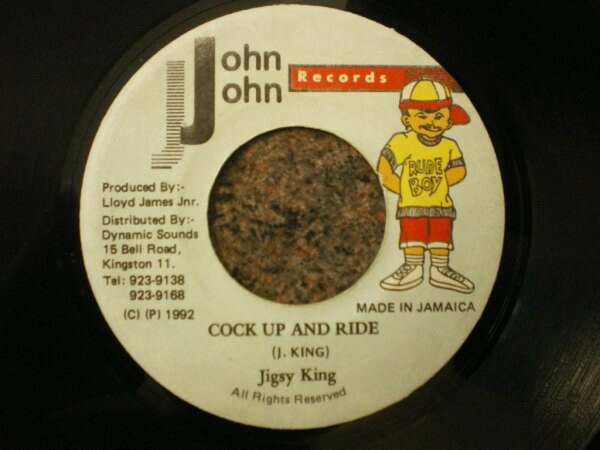 John
John
Records
RUDE
BOY
Produced By:-
Lloyd James Jnr.
Distributed By:-
Dynamic Sounds
15 Bell Road,
Kingston 11.
Tel: 923-9138
923-9168
(C) (P) 1992
MADE IN JAMAICA
COCK UP AND RIDE
(J. KING)
Jigsy King
All Rights Reserved